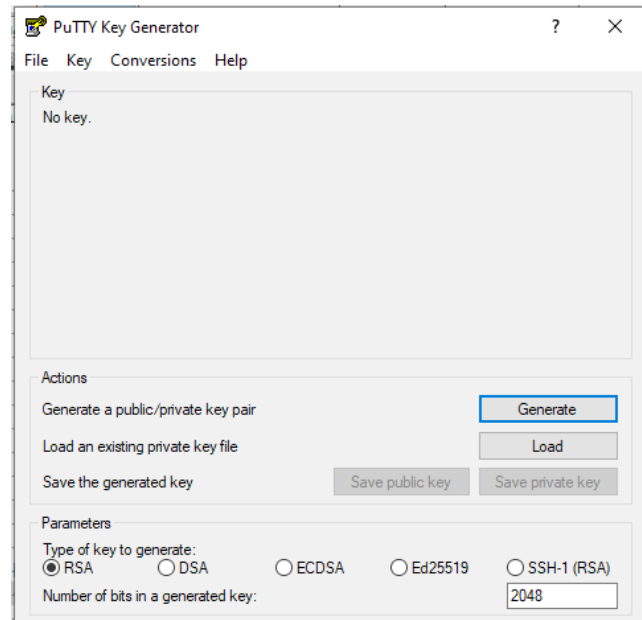 PuTTY Key Generator ?
File Key Conversions Help
Key
No key.
Actions
Generate a public/private key pair Generate
Load an existing private key file Load
Save the generated key Save public key Save private key
Parameters
Type of key to generate:
RSA DSA ECDSA Ed25519 SSH-1 (RSA)
Number of bits in a generated key: 2048